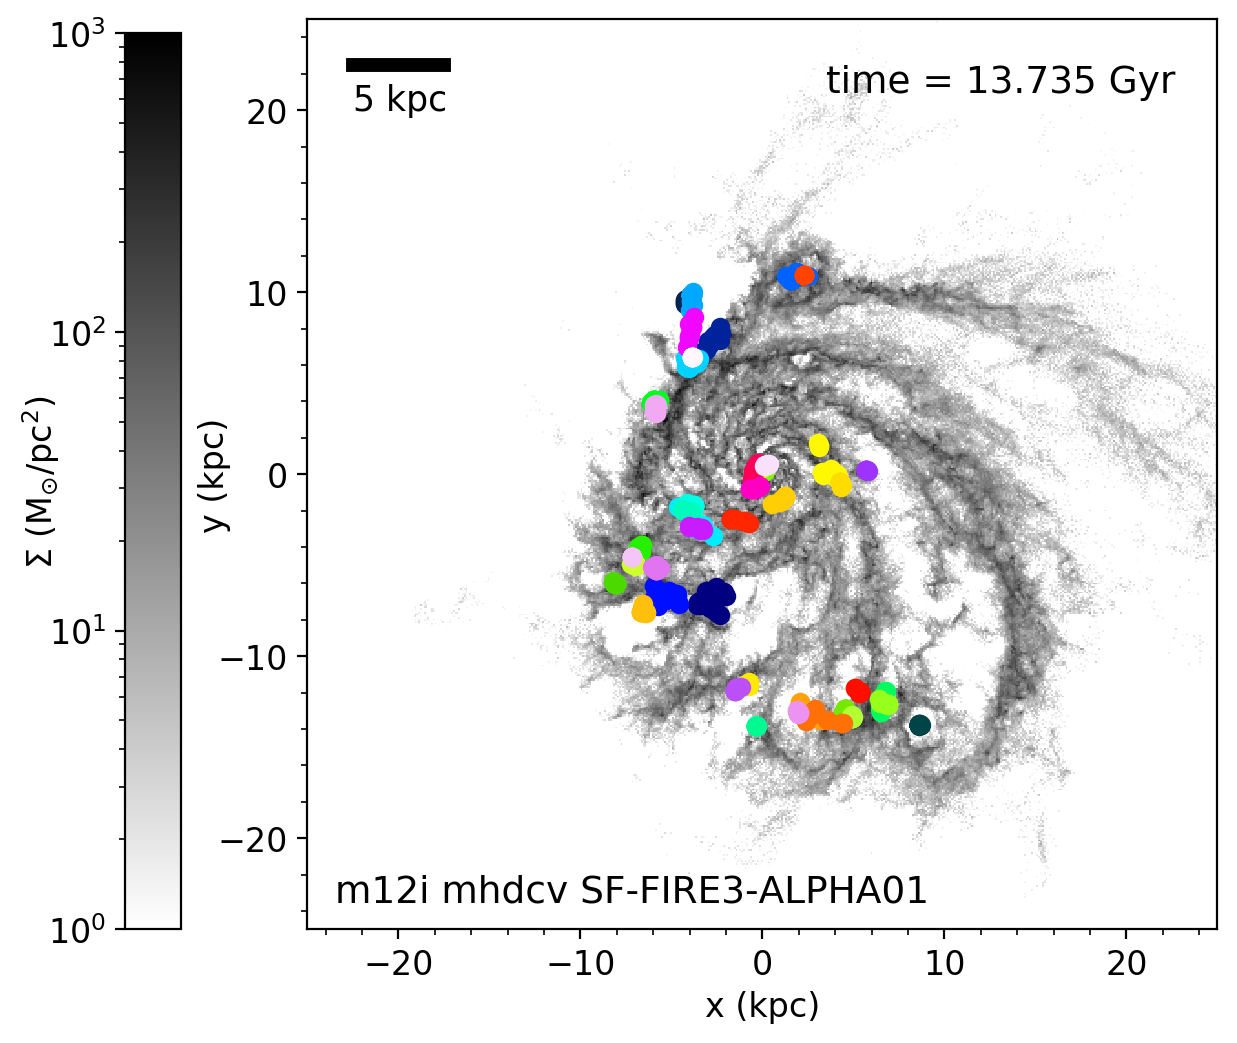 10³
10²
10¹
10⁰
Σ (M⊙/pc²)
y (kpc)
20
10
0
−10
−20
5 kpc
time = 13.735 Gyr
m12i mhdcv SF-FIRE3-ALPHA01
−20
−10
0
10
20
x (kpc)